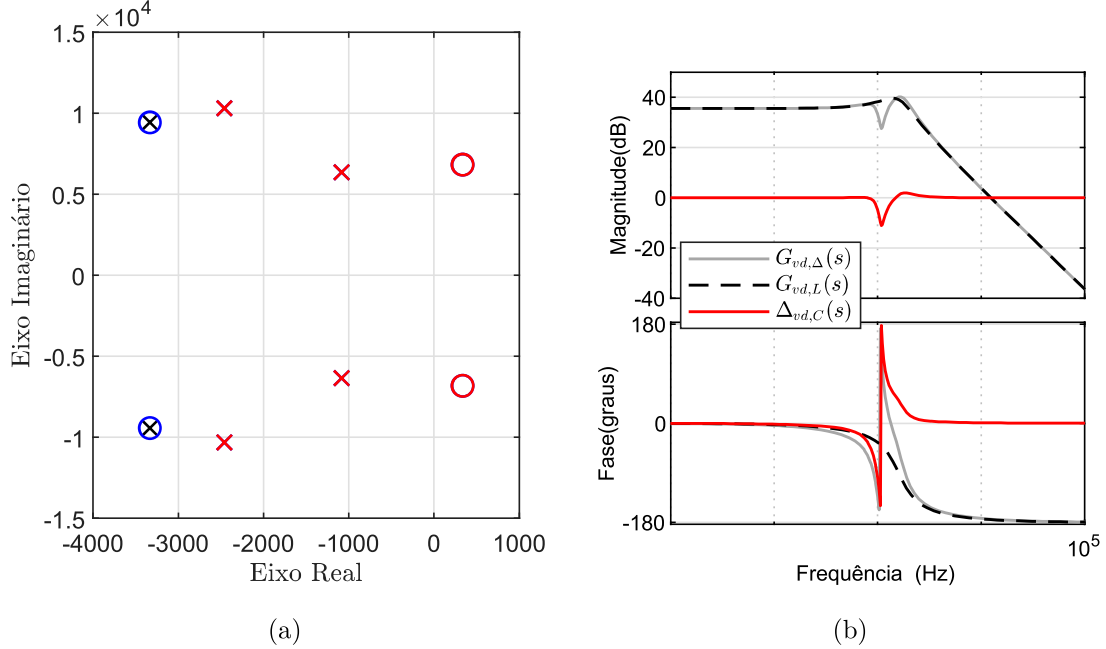 ×10⁴
1.5
1
0.5
0
-0.5
-1
-1.5
-4000 -3000 -2000 -1000 0 1000
Eixo Imaginário
Eixo Real
(a)
40
20
0
-20
-40
Magnitude(dB)
G_{vd,Δ}(s)
G_{vd,L}(s)
Δ_{vd,C}(s)
180
0
-180
Fase(graus)
10⁵
Frequência (Hz)
(b)